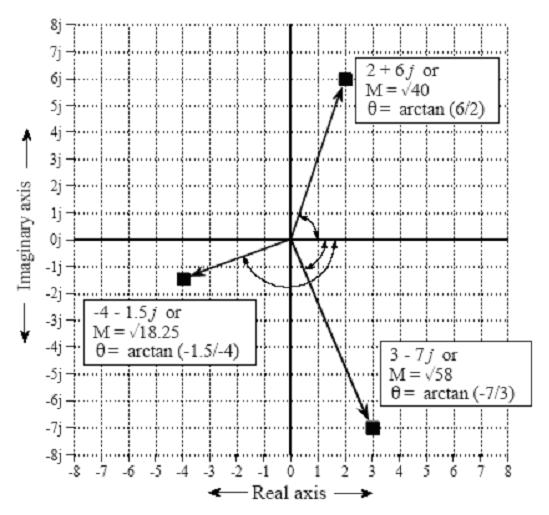 8j
7j
6j
5j
4j
3j
2j
1j
0j
-1j
-2j
-3j
-4j
-5j
-6j
-7j
-8j
Imaginary axis
2 + 6 j or
M = √40
θ = arctan (6/2)
-4 - 1.5 j or
M = √18.25
θ = arctan (-1.5/-4)
3 - 7 j or
M = √58
θ = arctan (-7/3)
-8 -7 -6 -5 -4 -3 -2 -1 0 1 2 3 4 5 6 7 8
Real axis